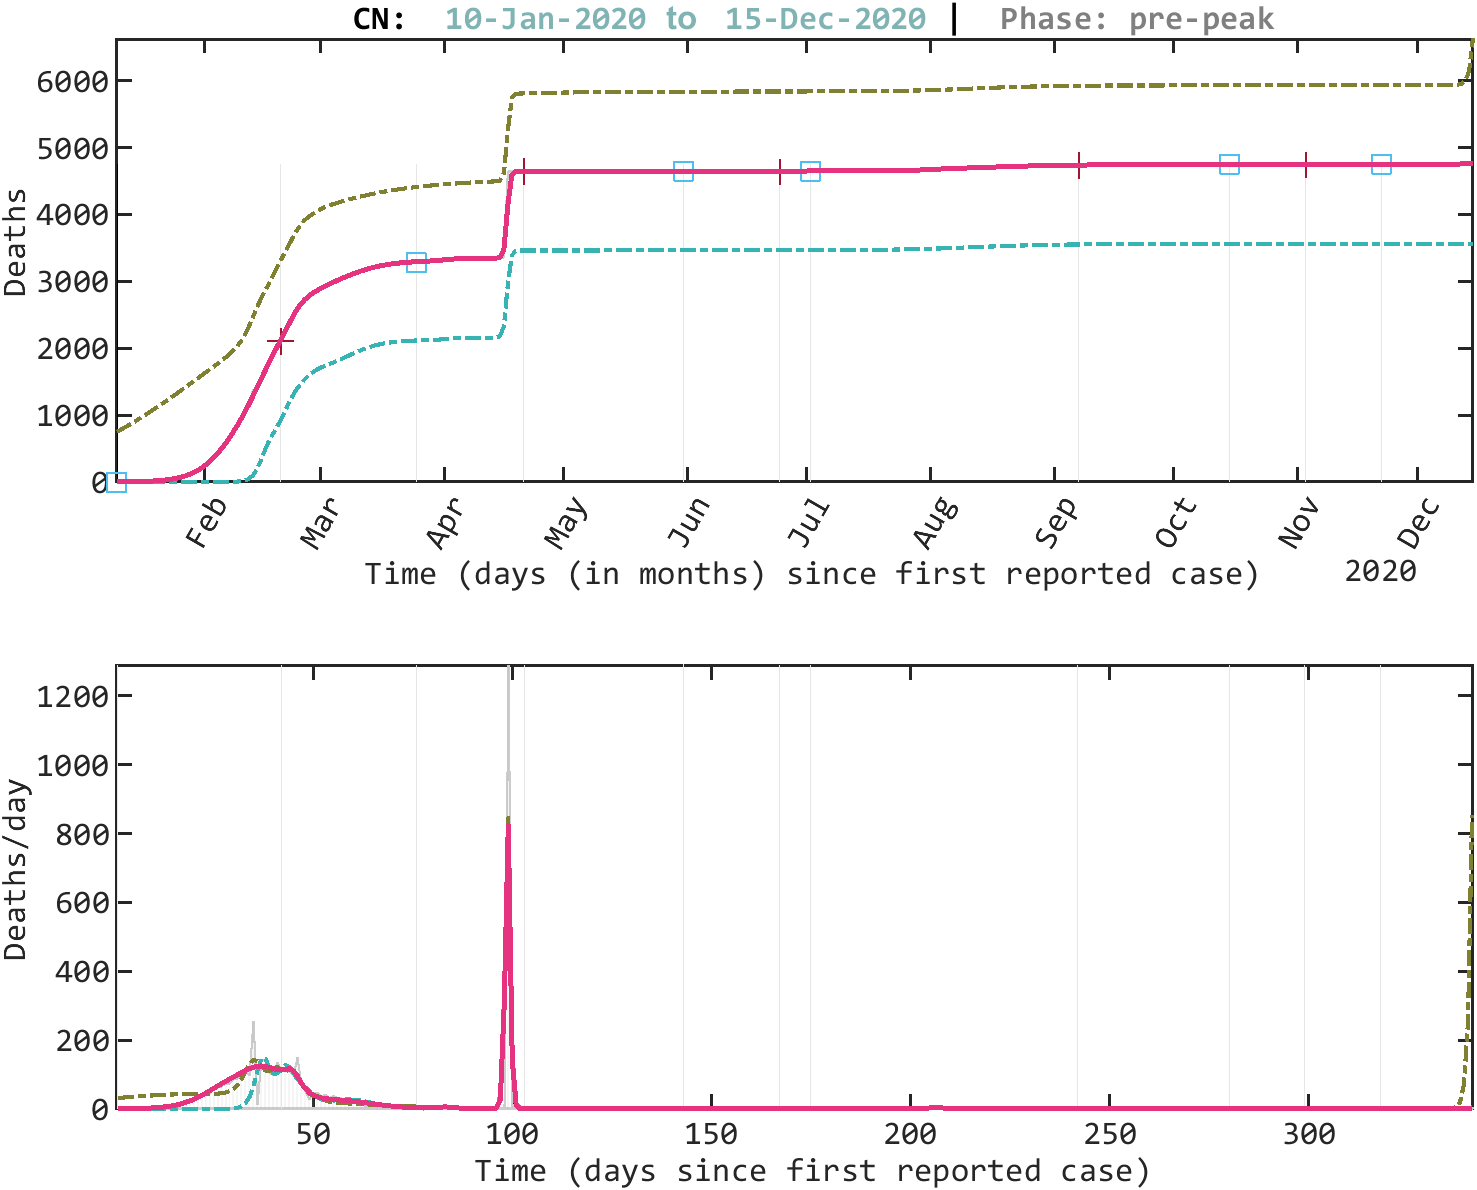 CN: 10-Jan-2020 to 15-Dec-2020 | Phase: pre-peak
6000
5000
4000
3000
2000
1000
0
Deaths
Feb Mar Apr May Jun Jul Aug Sep Oct Nov Dec
Time (days (in months) since first reported case) 2020
1200
1000
800
600
400
200
0
Deaths/day
50 100 150 200 250 300
Time (days since first reported case)